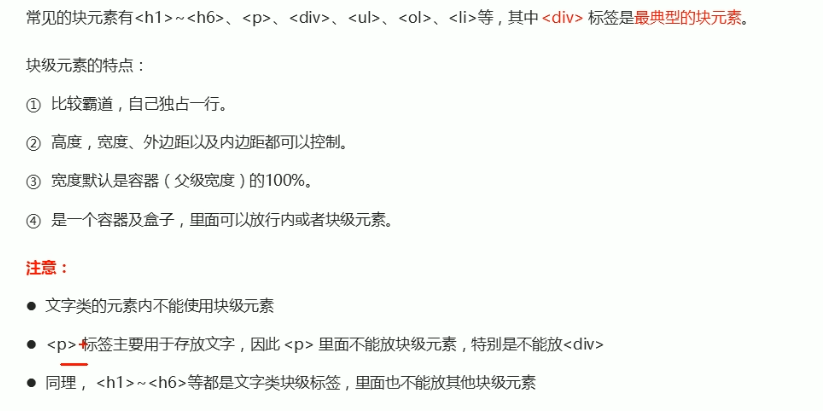 常见的块元素有<h1>~<h6>、<p>、<div>、<ul>、<ol>、<li>等，其中 <div> 标签是最典型的块元素。
块级元素的特点：
① 比较霸道，自己独占一行。
② 高度，宽度、外边距以及内边距都可以控制。
③ 宽度默认是容器（父级宽度）的100%。
④ 是一个容器及盒子，里面可以放行内或者块级元素。
注意：
● 文字类的元素内不能使用块级元素
● <p> 标签主要用于存放文字，因此 <p> 里面不能放块级元素，特别是不能放<div>
● 同理， <h1>~<h6>等都是文字类块级标签，里面也不能放其他块级元素